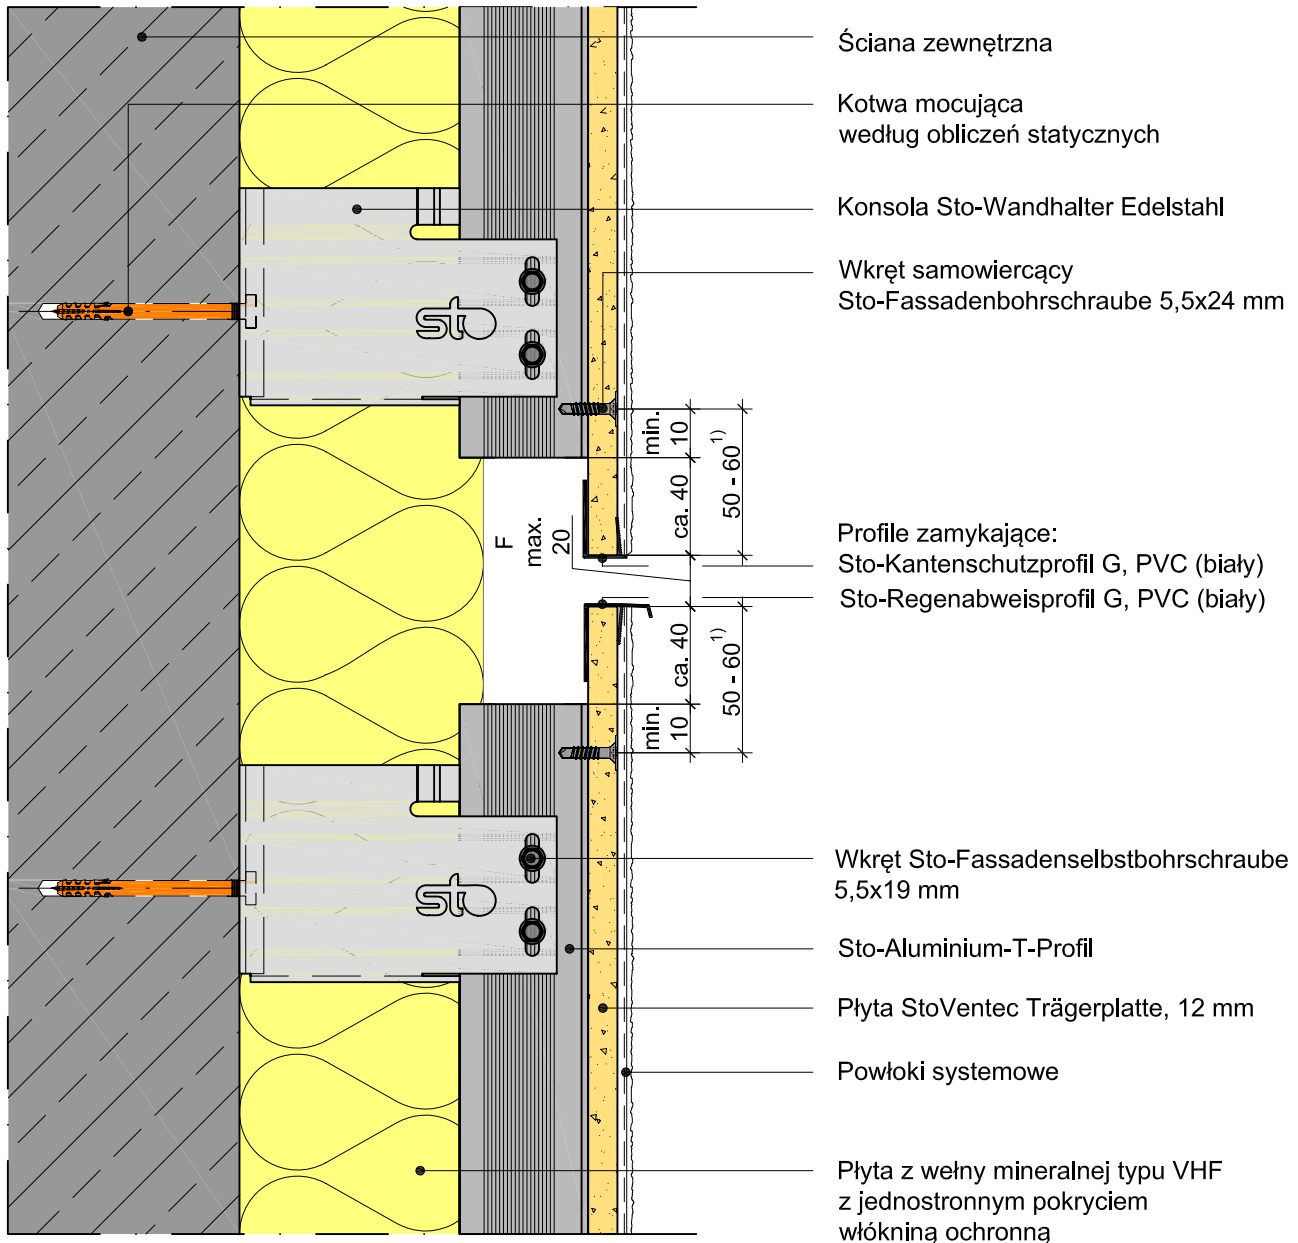 Ściana zewnętrzna
Kotwa mocująca
według obliczeń statycznych
Konsola Sto-Wandhalter Edelstahl
Wkręt samowiercący
Sto-Fassadenbohrschraube 5,5x24 mm
sto
min.
10
ca. 40
50 - 60¹⁾
F
max.
20
Profile zamykające:
Sto-Kantenschutzprofil G, PVC (biały)
Sto-Regenabweisprofil G, PVC (biały)
ca. 40
50 - 60¹⁾
min.
10
Wkręt Sto-Fassadenselbstbohrschraube
5,5x19 mm
sto
Sto-Aluminium-T-Profil
Płyta StoVentec Trägerplatte, 12 mm
Powłoki systemowe
Płyta z wełny mineralnej typu VHF
z jednostronnym pokryciem
włókniną ochronną